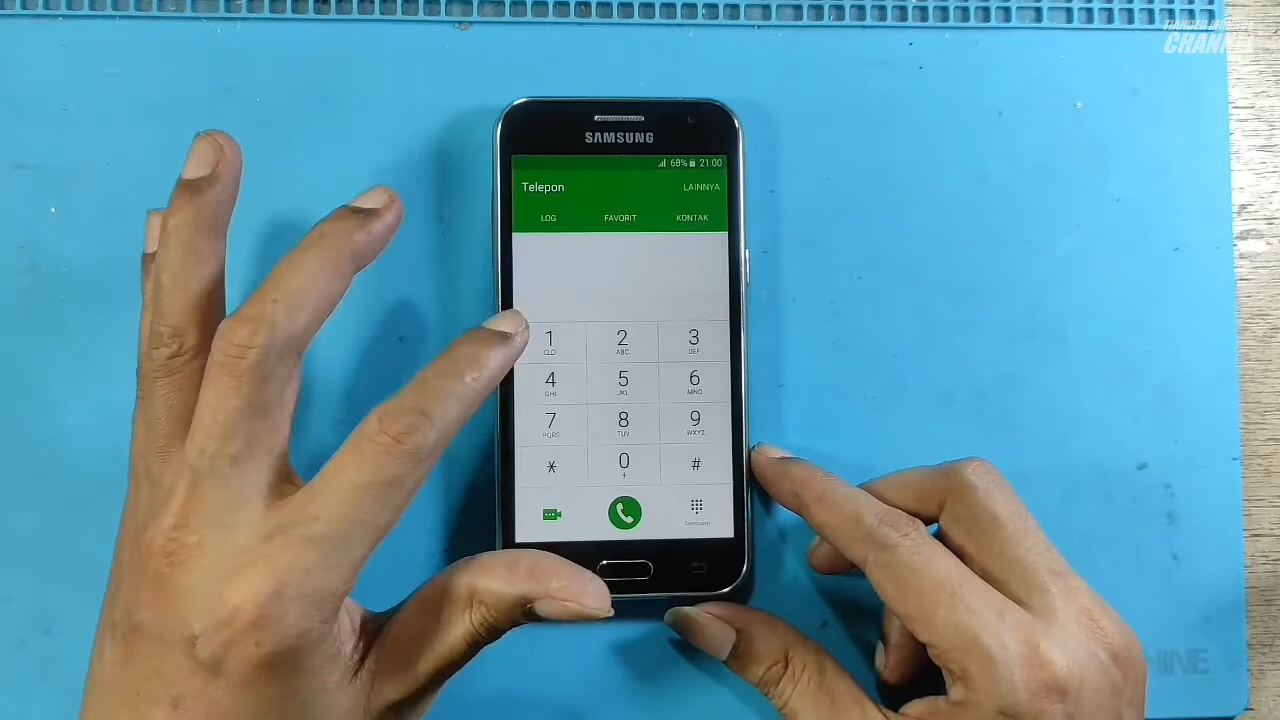 CHANNEL
SAMSUNG
68% 21:00
Telepon LAINNYA
LOG FAVORIT KONTAK
1 2 3
ABC DEF
4 5 6
GHI JKL MNO
7 8 9
PQRS TUV WXYZ
* 0 #
+
HINE